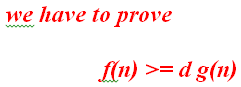 we have to prove
f(n) >= d g(n)